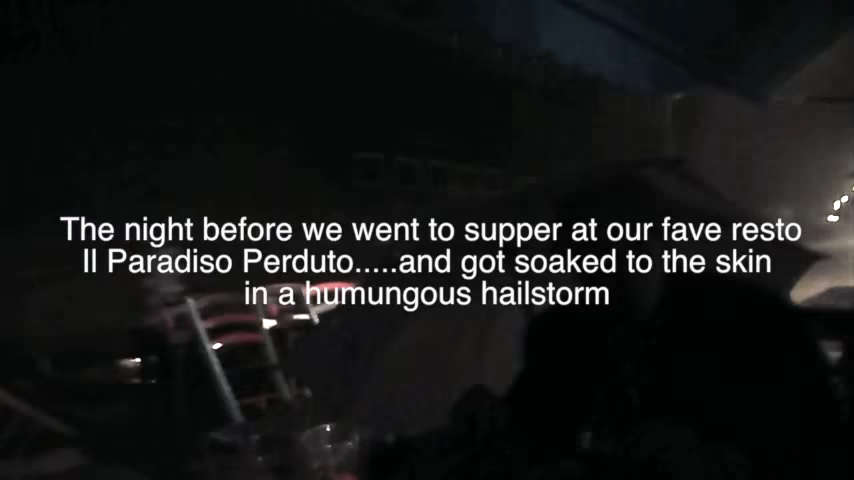 The night before we went to supper at our fave resto
Il Paradiso Perduto.....and got soaked to the skin
in a humungous hailstorm